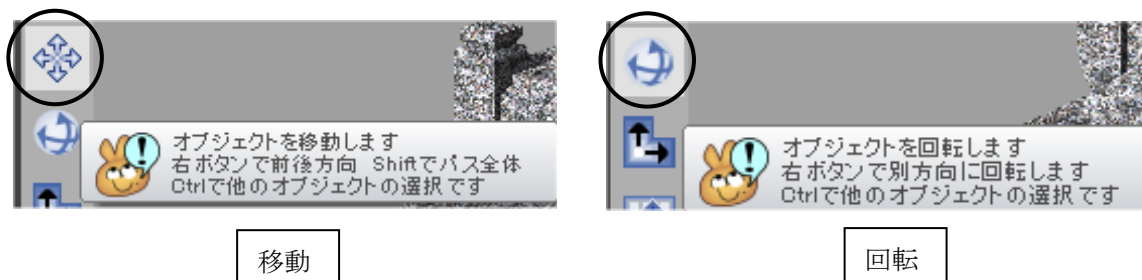 オブジェクトを移動します
右ボタンで前後方向 Shiftでパス全体
Ctrlで他のオブジェクトの選択です
移動
オブジェクトを回転します
右ボタンで別方向に回転します
Ctrlで他のオブジェクトの選択です
回転